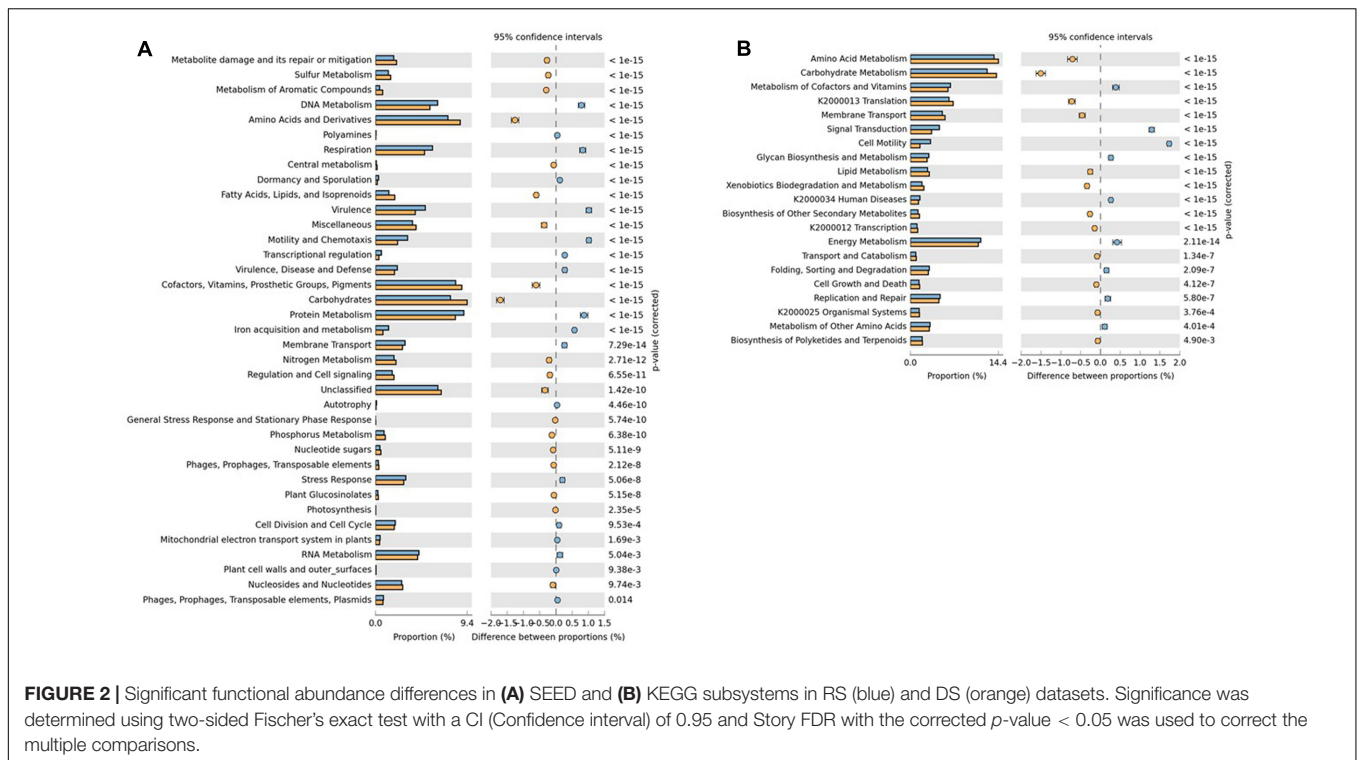 A
95% confidence intervals
Metabolite damage and its repair or mitigation < 1e-15
Sulfur Metabolism < 1e-15
Metabolism of Aromatic Compounds < 1e-15
DNA Metabolism < 1e-15
Amino Acids and Derivatives < 1e-15
Polyamines < 1e-15
Respiration < 1e-15
Central metabolism < 1e-15
Dormancy and Sporulation < 1e-15
Fatty Acids, Lipids, and Isoprenoids < 1e-15
Virulence < 1e-15
Miscellaneous < 1e-15
Motility and Chemotaxis < 1e-15
Transcriptional regulation < 1e-15
Virulence, Disease and Defense < 1e-15
Cofactors, Vitamins, Prosthetic Groups, Pigments < 1e-15
Carbohydrates < 1e-15
Protein Metabolism < 1e-15
Iron acquisition and metabolism < 1e-15
Membrane Transport 7.29e-14
Nitrogen Metabolism 2.71e-12
Regulation and Cell signaling 6.55e-11
Unclassified 1.42e-10
Autotrophy 4.46e-10
General Stress Response and Stationary Phase Response 5.74e-10
Phosphorus Metabolism 6.38e-10
Nucleotide sugars 5.11e-9
Phages, Prophages, Transposable elements 2.12e-8
Stress Response 5.06e-8
Plant Glucosinolates 5.15e-8
Photosynthesis 2.35e-5
Cell Division and Cell Cycle 9.53e-4
Mitochondrial electron transport system in plants 1.69e-3
RNA Metabolism 5.04e-3
Plant cell walls and outer_surfaces 9.38e-3
Nucleosides and Nucleotides 9.74e-3
Phages, Prophages, Transposable elements, Plasmids 0.014
p-value (corrected)
0.0 9.4 −2.0−1.5−1.0−0.50.0 0.5 1.0 1.5
Proportion (%) Difference between proportions (%)
B
95% confidence intervals
Amino Acid Metabolism < 1e-15
Carbohydrate Metabolism < 1e-15
Metabolism of Cofactors and Vitamins < 1e-15
K2000013 Translation < 1e-15
Membrane Transport < 1e-15
Signal Transduction < 1e-15
Cell Motility < 1e-15
Glycan Biosynthesis and Metabolism < 1e-15
Lipid Metabolism < 1e-15
Xenobiotics Biodegradation and Metabolism < 1e-15
K2000034 Human Diseases < 1e-15
Biosynthesis of Other Secondary Metabolites < 1e-15
K2000012 Transcription < 1e-15
Energy Metabolism 2.11e-14
Transport and Catabolism 1.34e-7
Folding, Sorting and Degradation 2.09e-7
Cell Growth and Death 4.12e-7
Replication and Repair 5.80e-7
K2000025 Organismal Systems 3.76e-4
Metabolism of Other Amino Acids 4.01e-4
Biosynthesis of Polyketides and Terpenoids 4.90e-3
p-value (corrected)
0.0 14.4 −2.0−1.5−1.0−0.5 0.0 0.5 1.0 1.5 2.0
Proportion (%) Difference between proportions (%)
FIGURE 2 | Significant functional abundance differences in (A) SEED and (B) KEGG subsystems in RS (blue) and DS (orange) datasets. Significance was
determined using two-sided Fischer's exact test with a CI (Confidence interval) of 0.95 and Story FDR with the corrected p-value < 0.05 was used to correct the
multiple comparisons.